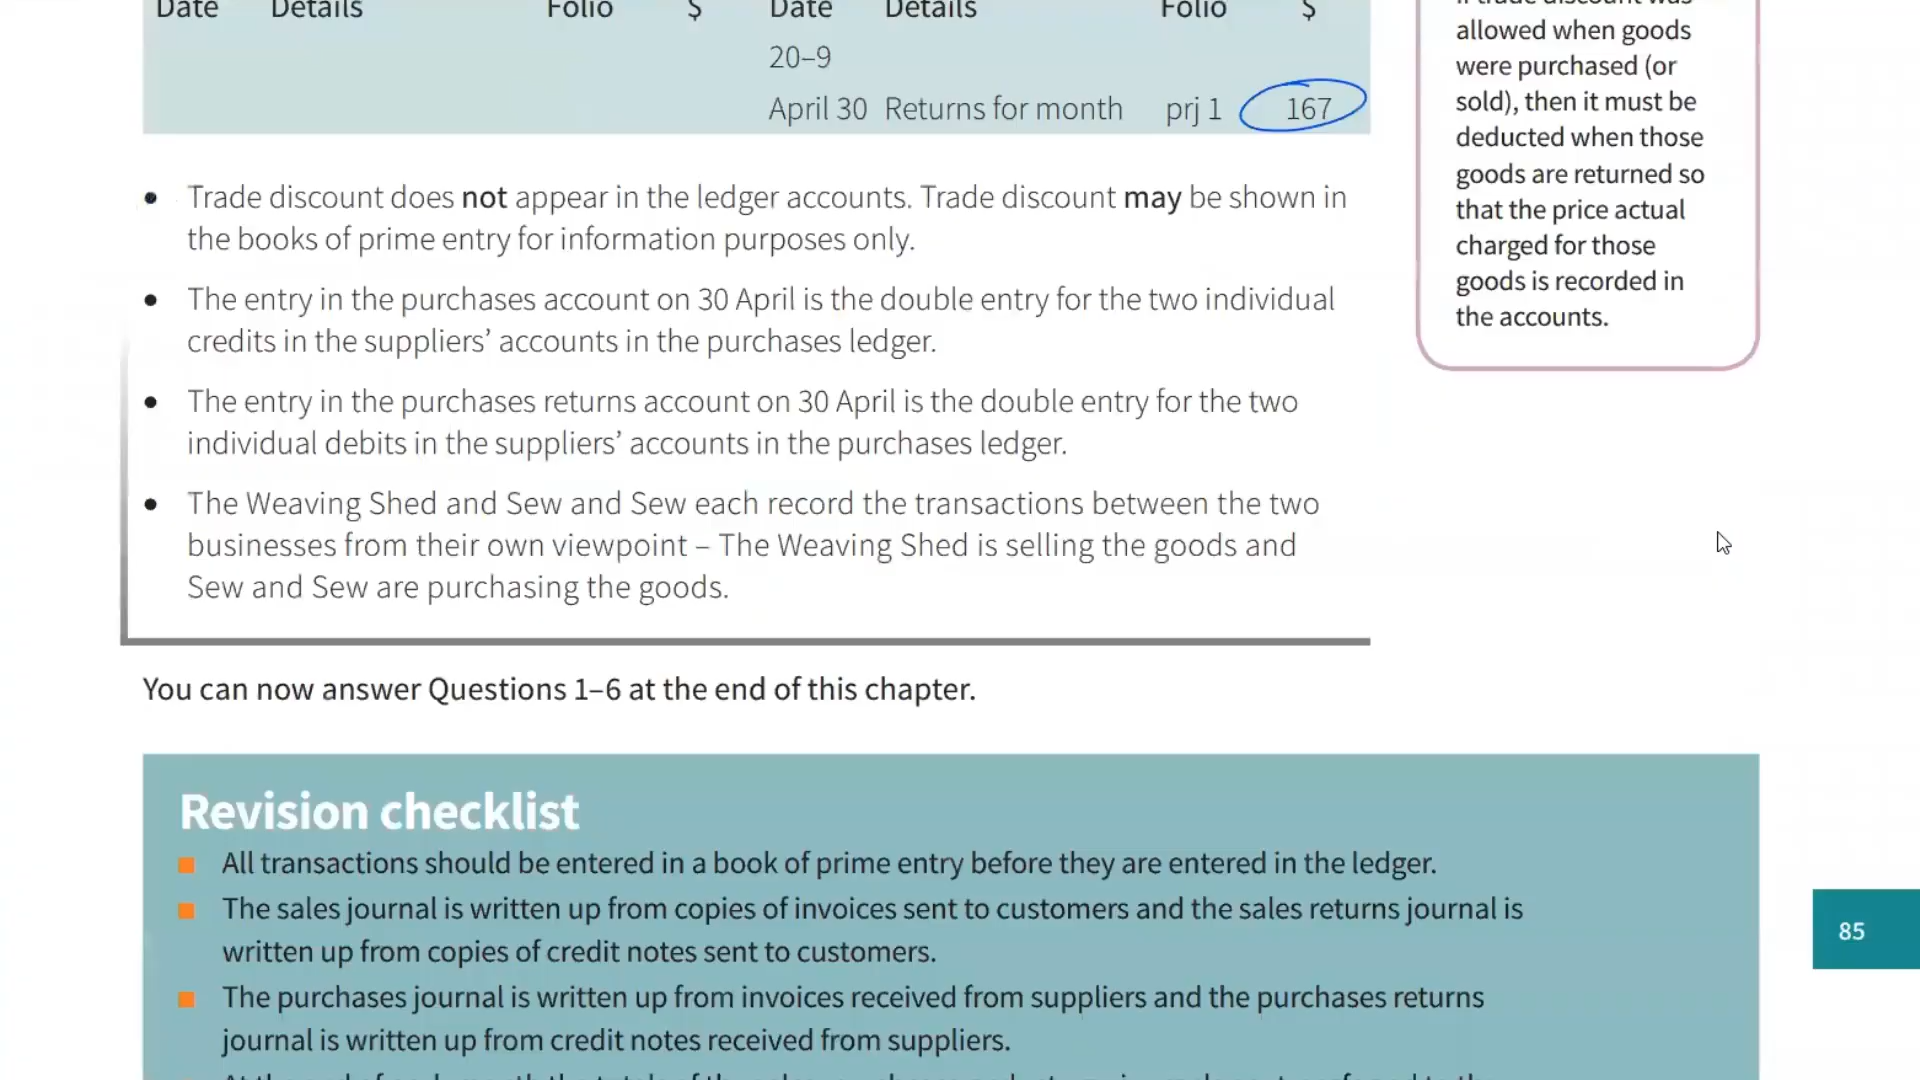 Date Details Folio $ Date Details Folio $
20–9
April 30 Returns for month prj 1 167
• Trade discount does not appear in the ledger accounts. Trade discount may be shown in
the books of prime entry for information purposes only.
• The entry in the purchases account on 30 April is the double entry for the two individual
credits in the suppliers’ accounts in the purchases ledger.
• The entry in the purchases returns account on 30 April is the double entry for the two
individual debits in the suppliers’ accounts in the purchases ledger.
• The Weaving Shed and Sew and Sew each record the transactions between the two
businesses from their own viewpoint – The Weaving Shed is selling the goods and
Sew and Sew are purchasing the goods.
If trade discount was
allowed when goods
were purchased (or
sold), then it must be
deducted when those
goods are returned so
that the price actual
charged for those
goods is recorded in
the accounts.
You can now answer Questions 1–6 at the end of this chapter.
Revision checklist
All transactions should be entered in a book of prime entry before they are entered in the ledger.
The sales journal is written up from copies of invoices sent to customers and the sales returns journal is
written up from copies of credit notes sent to customers.
The purchases journal is written up from invoices received from suppliers and the purchases returns
journal is written up from credit notes received from suppliers.
85